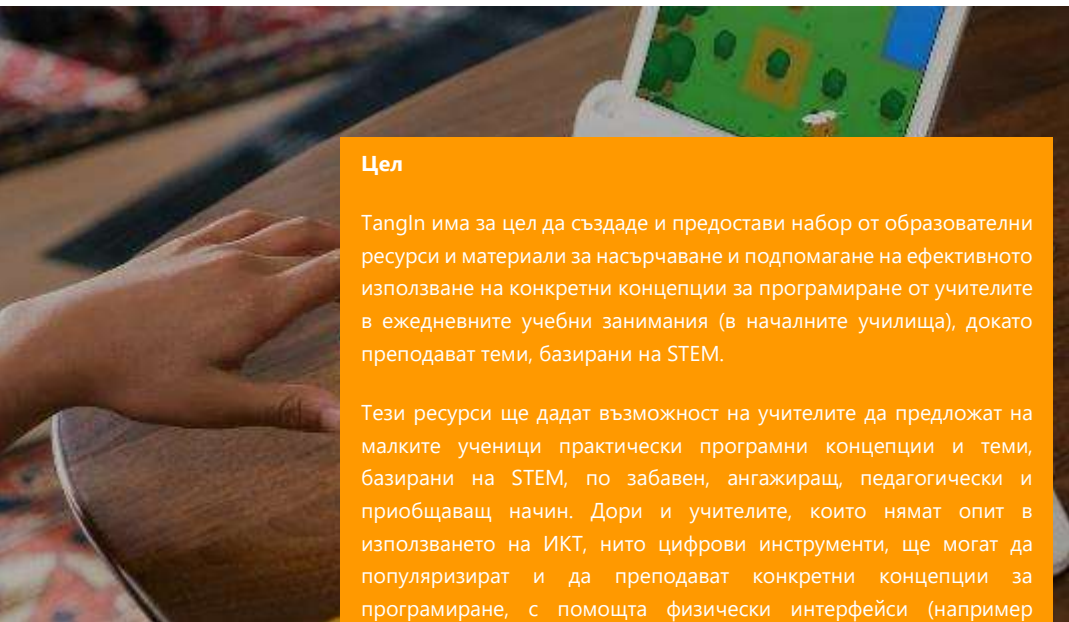 Цел
TangIn има за цел да създаде и предостави набор от образователни
ресурси и материали за насърчаване и подпомагане на ефективното
използване на конкретни концепции за програмиране от учителите
в ежедневните учебни занимания (в началните училища), докато
преподават теми, базирани на STEM.
Тези ресурси ще дадат възможност на учителите да предложат на
малките ученици практически програмни концепции и теми,
базирани на STEM, по забавен, ангажиращ, педагогически и
приобщаващ начин. Дори и учителите, които нямат опит в
използването на ИКТ, нито цифрови инструменти, ще могат да
популяризират и да преподават конкретни концепции за
програмиране, с помощта физически интерфейси (например